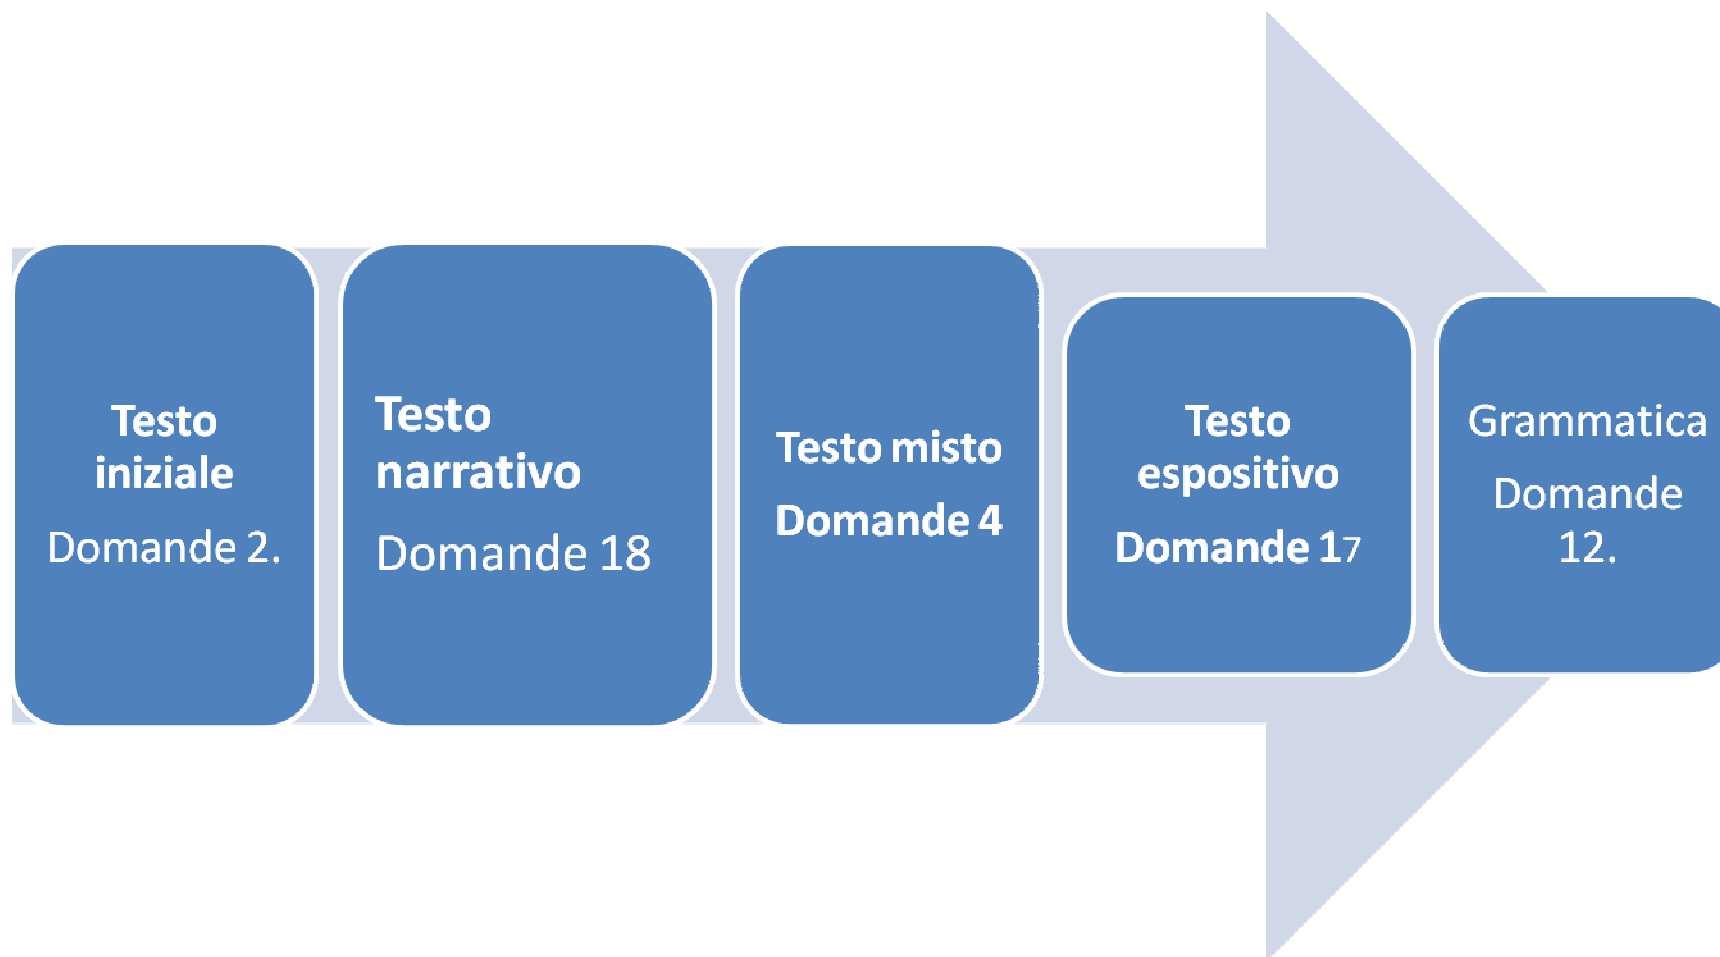 Testo
iniziale
Domande 2.
Testo
narrativo
Domande 18
Testo misto
Domande 4
Testo
espositivo
Domande 17
Grammatica
Domande
12.